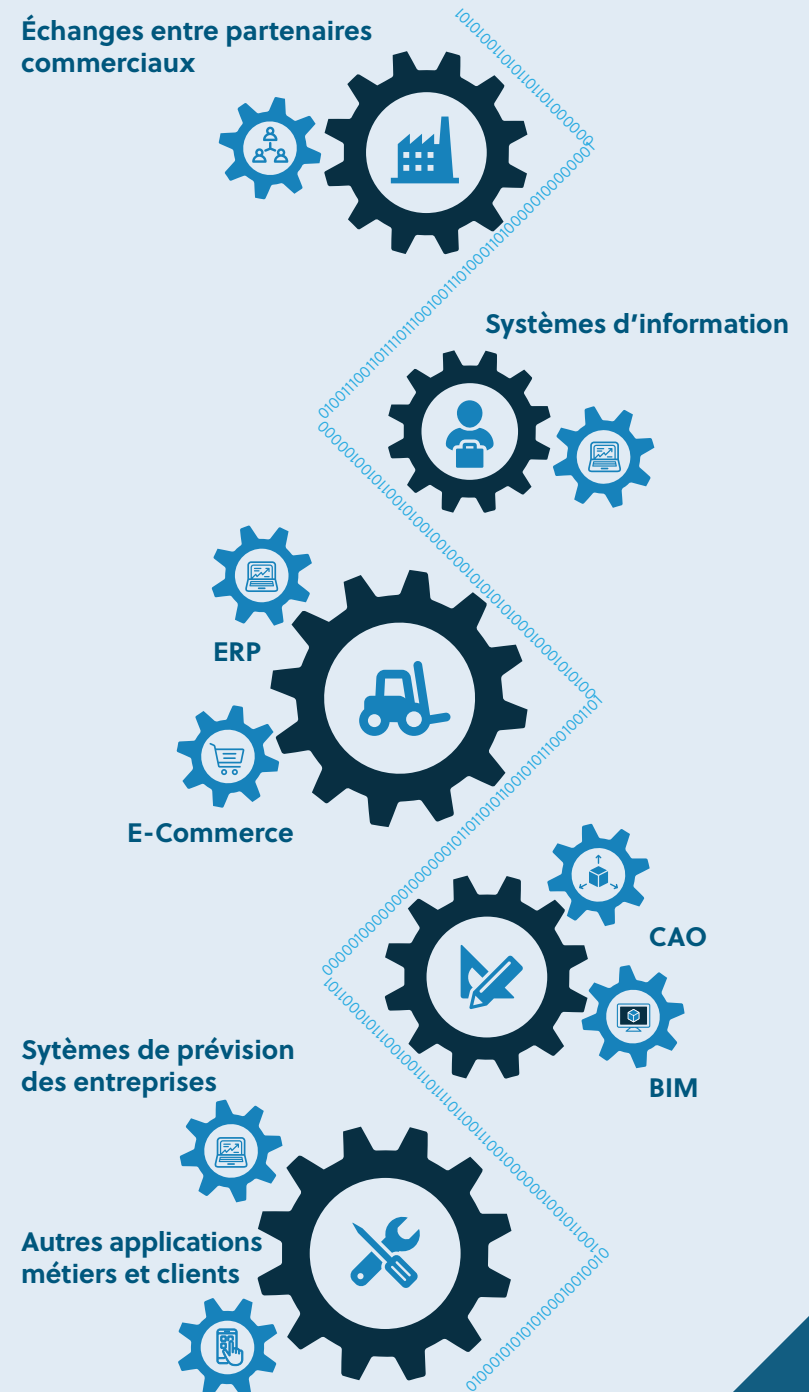 Échanges entre partenaires
commerciaux
Systèmes d'information
ERP
E-Commerce
CAO
BIM
Sytèmes de prévision
des entreprises
Autres applications
métiers et clients